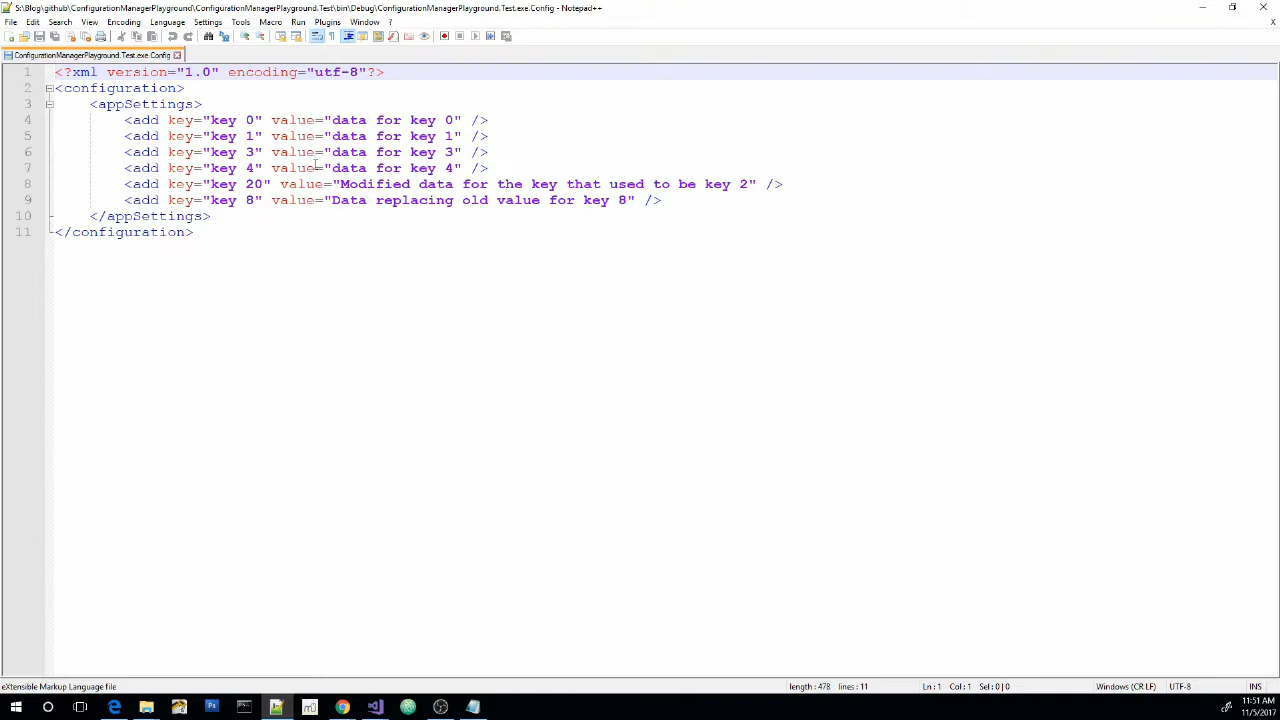 S:\Blog\github\ConfigurationManagerPlayground\ConfigurationManagerPlayground.Test\bin\Debug\ConfigurationManagerPlayground.Test.exe.Config - Notepad++
File Edit Search View Encoding Language Settings Tools Macro Run Plugins Window ?
ConfigurationManagerPlayground.Test.exe.Config
1 <?xml version="1.0" encoding="utf-8"?>
2 <configuration>
3 <appSettings>
4 <add key="key 0" value="data for key 0" />
5 <add key="key 1" value="data for key 1" />
6 <add key="key 3" value="data for key 3" />
7 <add key="key 4" value="data for key 4" />
8 <add key="key 20" value="Modified data for the key that used to be key 2" />
9 <add key="key 8" value="Data replacing old value for key 8" />
10 </appSettings>
11 </configuration>
eXtensible Markup Language file length : 478 lines : 11 Ln : 1 Col : 1 Sel : 0 | 0 Windows (CR LF) UTF-8 INS
Ps
11:51 AM
11/5/2017